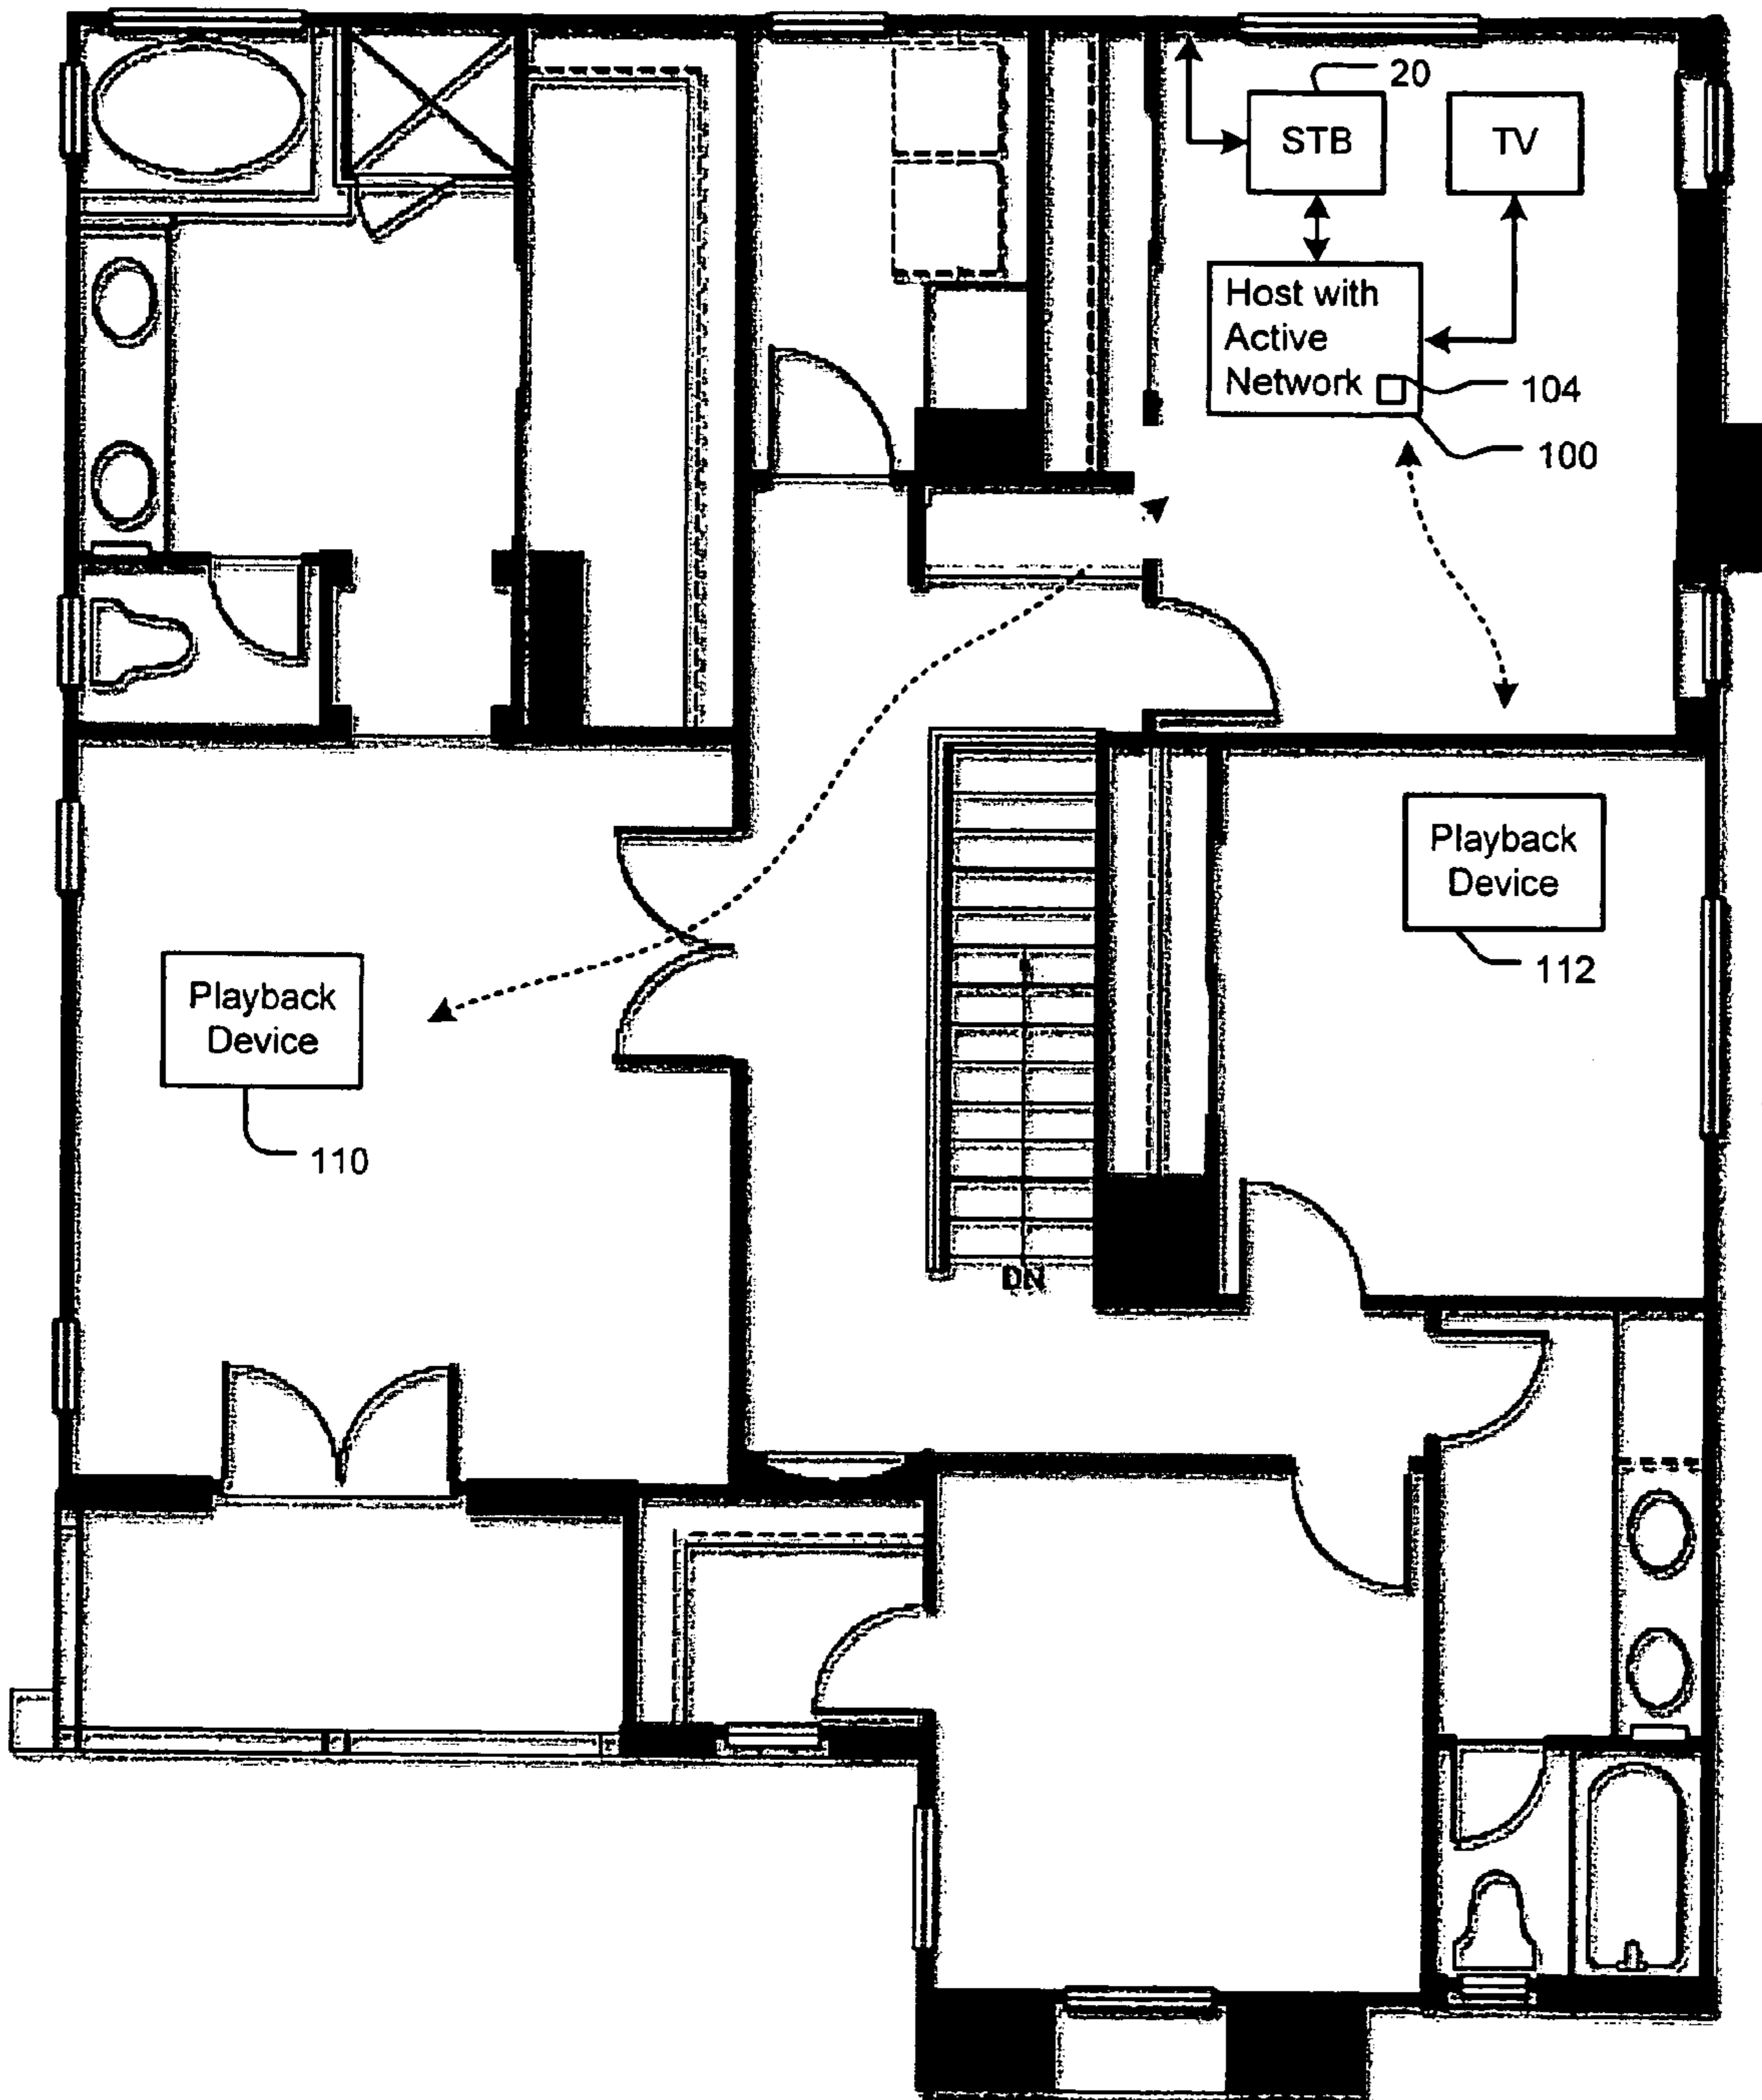 20
STB
TV
Host with
Active
Network
104
100
Playback
Device
112
Playback
Device
110
DN